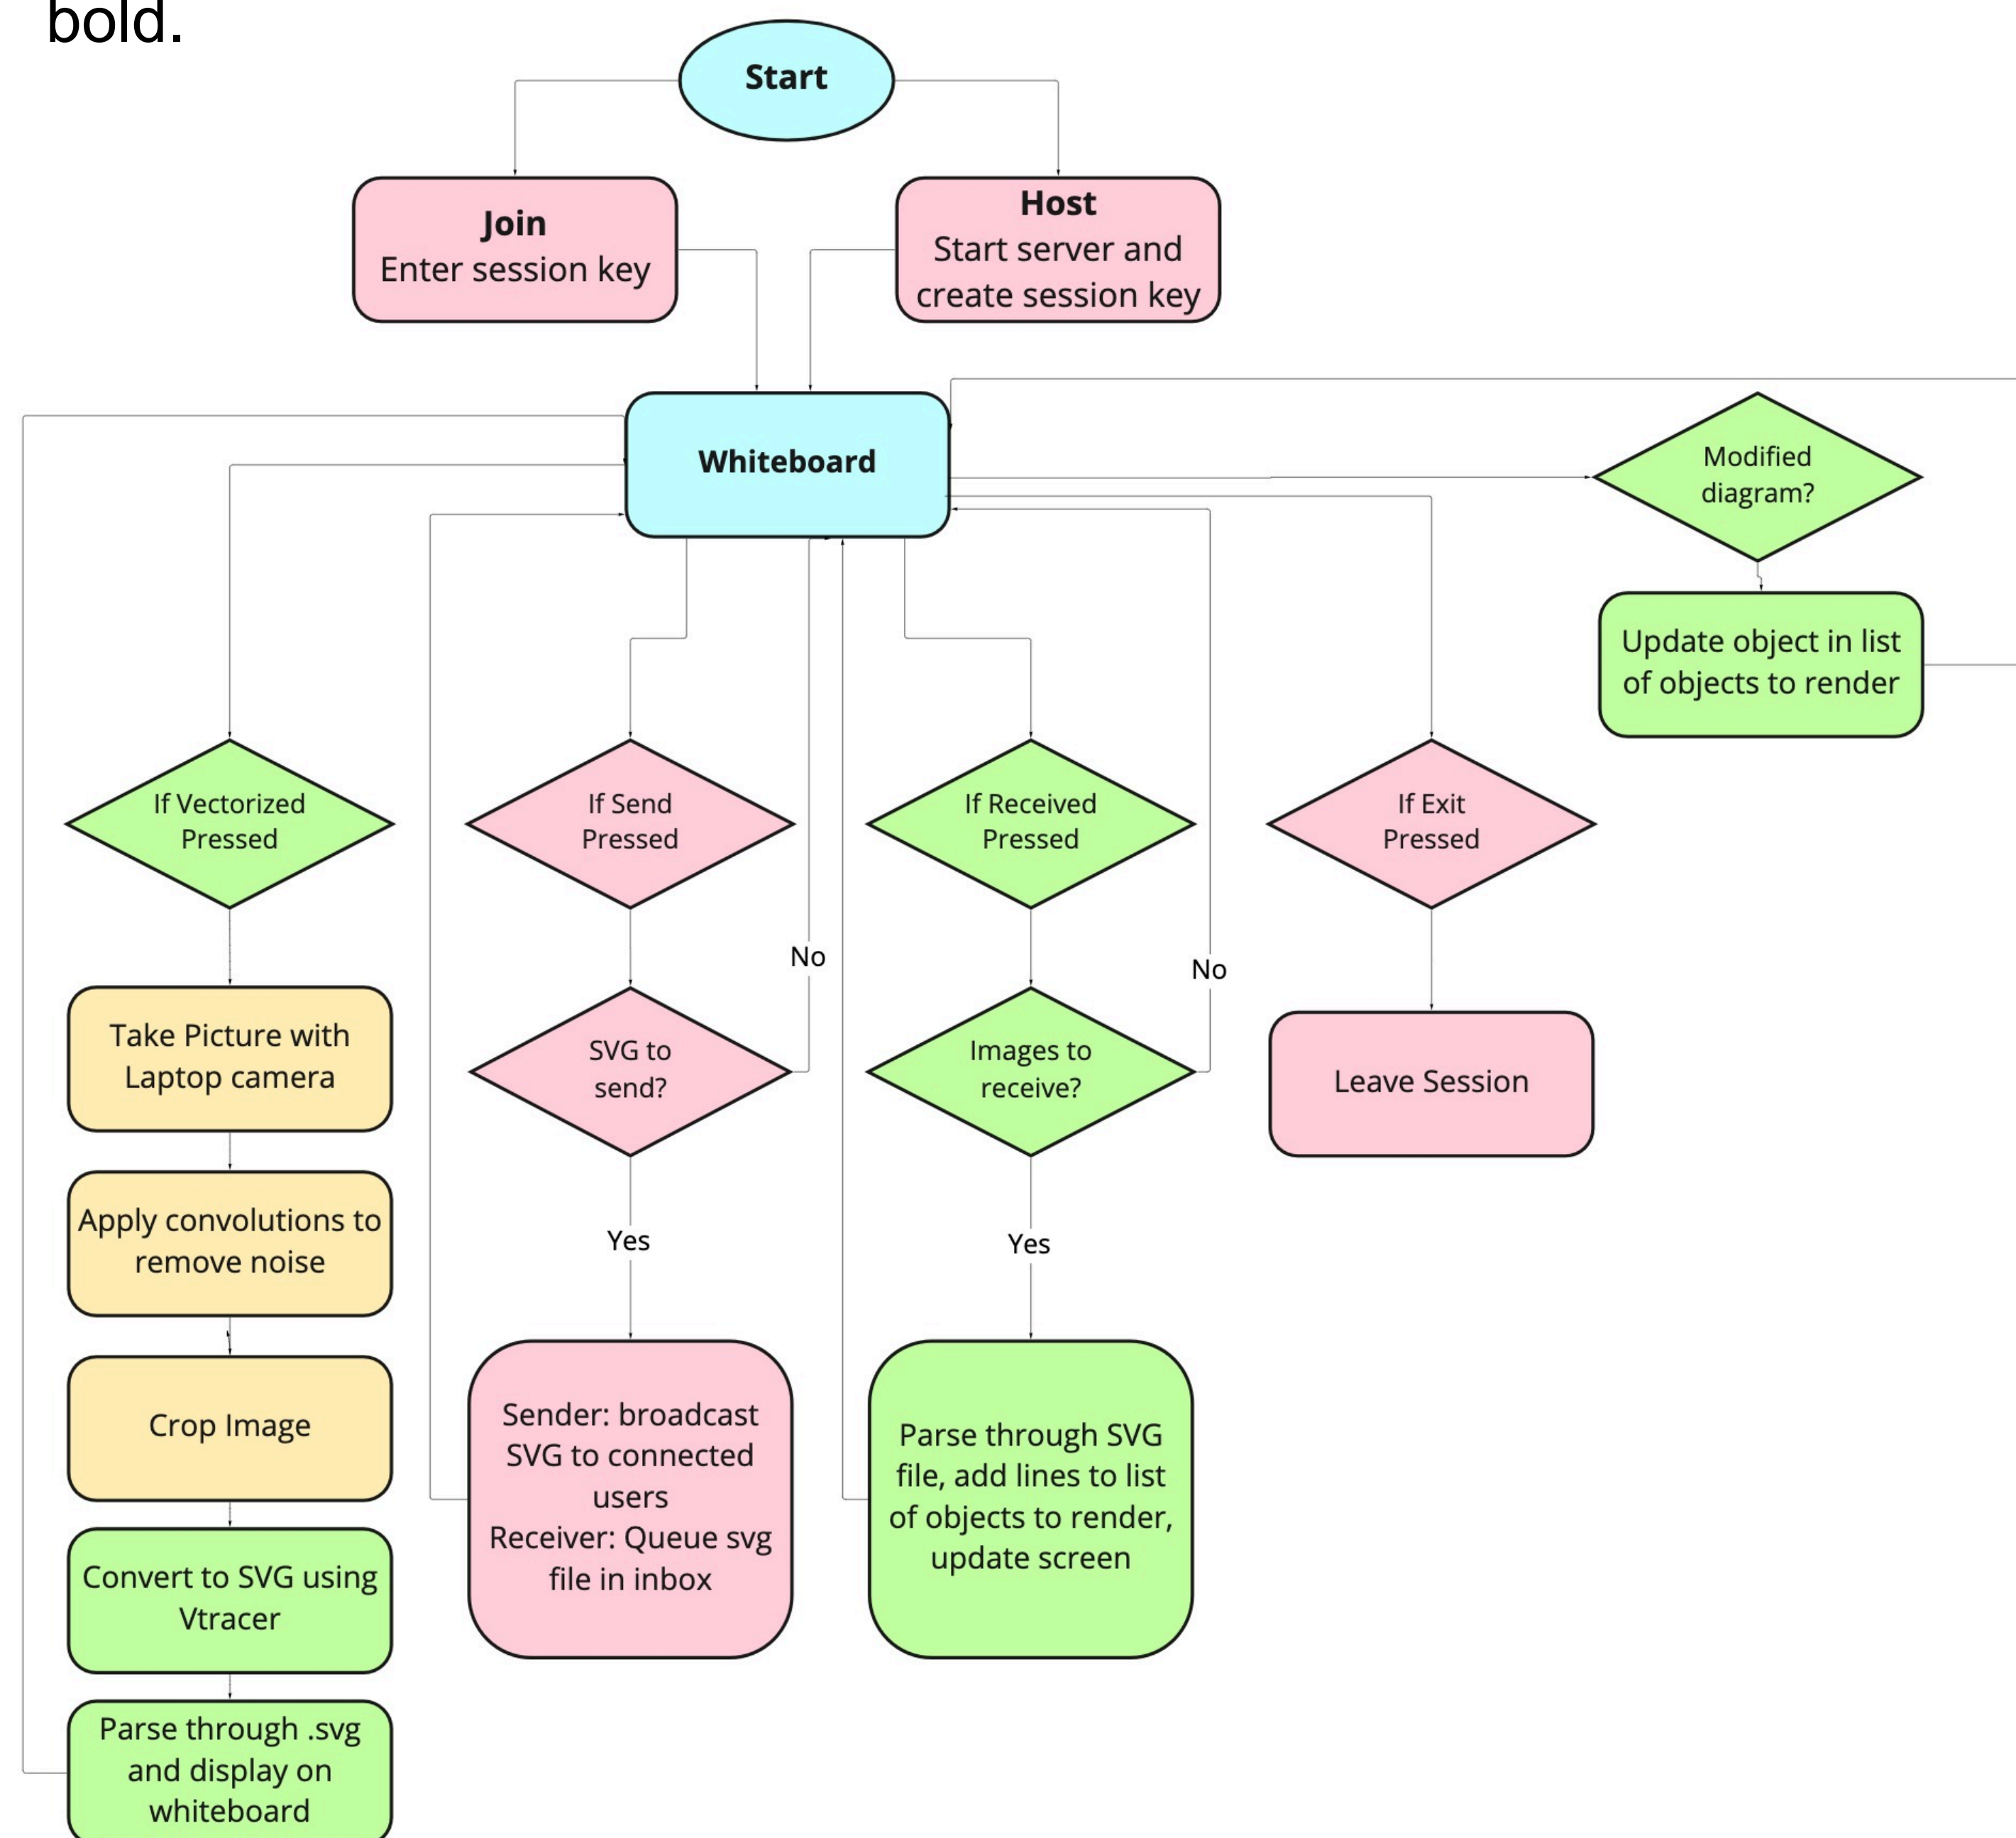 bold.
Start
Join
Enter session key
Host
Start server and
create session key
Whiteboard
Modified
diagram?
Update object in list
of objects to render
If Vectorized
Pressed
If Send
Pressed
If Received
Pressed
If Exit
Pressed
No
No
Take Picture with
Laptop camera
SVG to
send?
Images to
receive?
Leave Session
Apply convolutions to
remove noise
Yes
Yes
Crop Image
Sender: broadcast
SVG to connected
users
Receiver: Queue svg
file in inbox
Parse through SVG
file, add lines to list
of objects to render,
update screen
Convert to SVG using
Vtracer
Parse through .svg
and display on
whiteboard